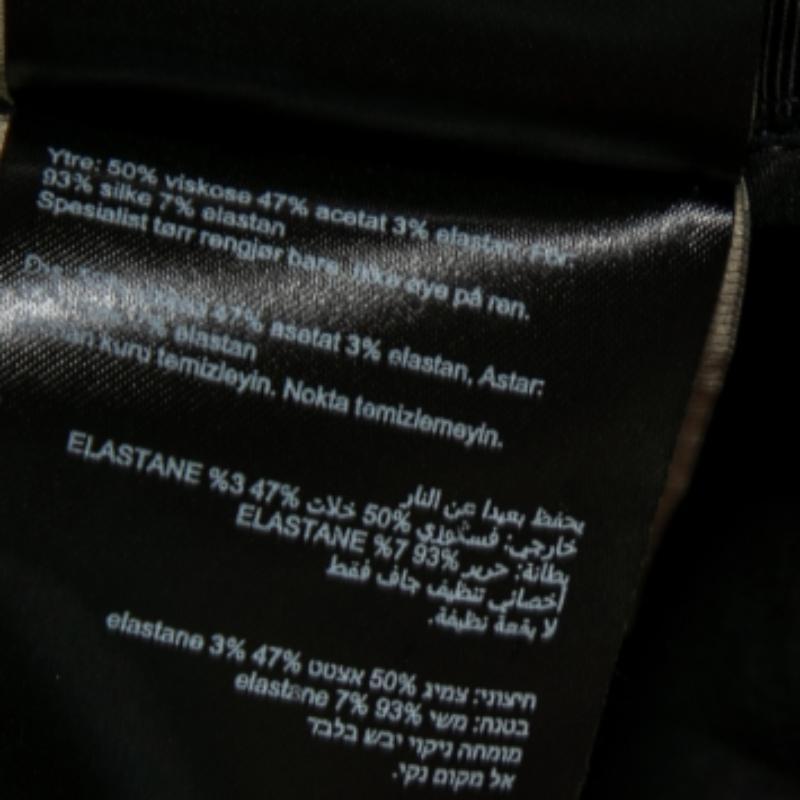 Ytre: 50% viskose 47% acetat 3% elastan, Fôr:
93% silke 7% elastan
Spesialist tørr rengjør bare. Ikke øye på ren.
47% asetat 3% elastan, Astar:
elastan
kuru temizleyin. Nokta temizlemeyin.
يحفظ بعيدا عن النار
خارجي: فستوزي 50% خلات 47% 3% ELASTANE
بطانة: حرير 93% 7% ELASTANE
أخصائي تنظيف جاف فقط
لا بقعة نظيفة.
חיצוני: צמיג 50% אצטט 47% 3% elastane
בטנה: משי 93% 7% elastane
מומחה ניקוי יבש בלבד
אל מקום נקי.